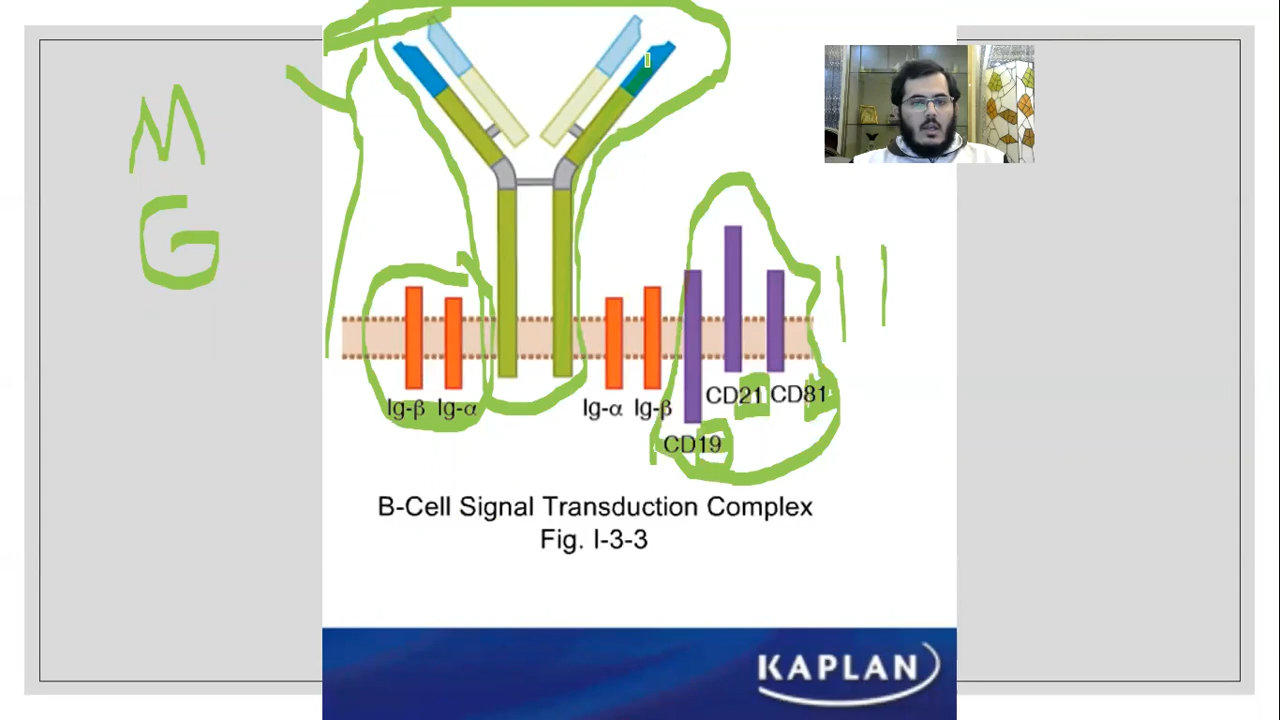 M
G
Ig-β Ig-α
Ig-α Ig-β
CD21 CD81
CD19
B-Cell Signal Transduction Complex
Fig. I-3-3
KAPLAN